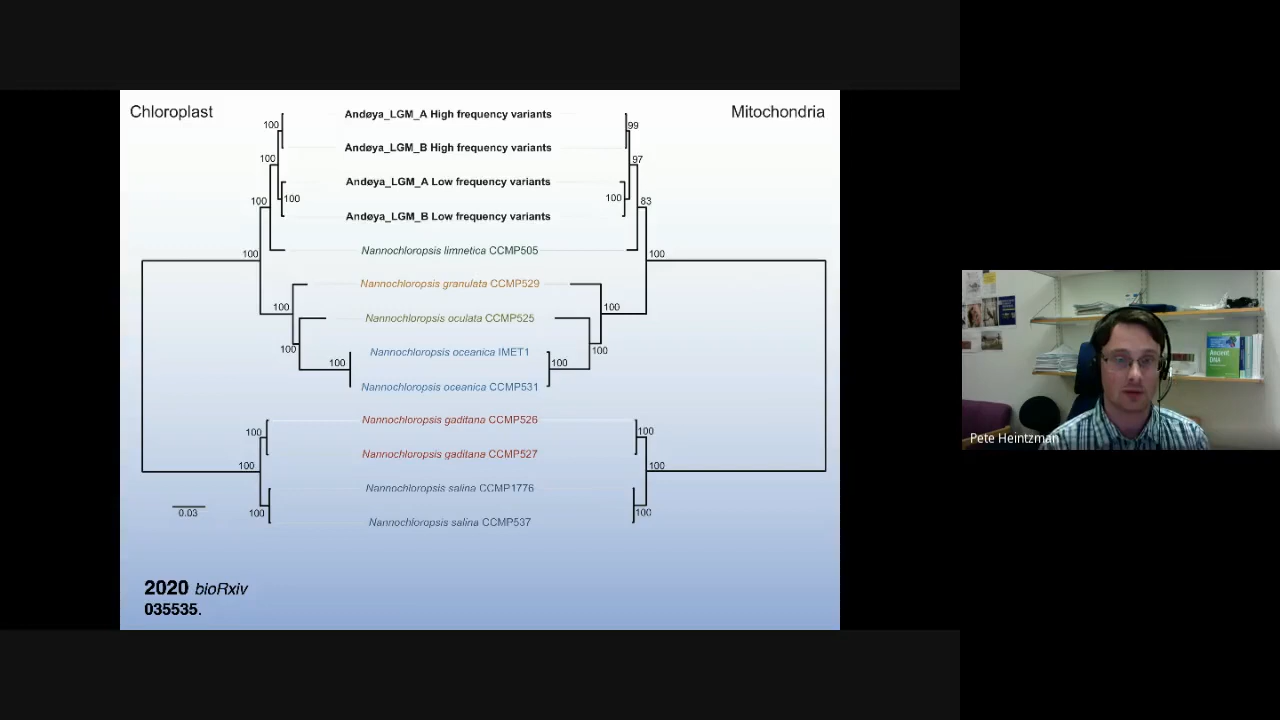 Chloroplast
Mitochondria
Andøya_LGM_A High frequency variants
Andøya_LGM_B High frequency variants
Andøya_LGM_A Low frequency variants
Andøya_LGM_B Low frequency variants
Nannochloropsis limnetica CCMP505
Nannochloropsis granulata CCMP529
Nannochloropsis oculata CCMP525
Nannochloropsis oceanica IMET1
Nannochloropsis oceanica CCMP531
Nannochloropsis gaditana CCMP526
Nannochloropsis gaditana CCMP527
Nannochloropsis salina CCMP1776
Nannochloropsis salina CCMP537
100
100
100
100
100
100
100
100
100
100
100
99
97
100
83
100
100
100
100
100
100
100
0.03
2020 bioRxiv
035535.
Ancient
DNA
Pete Heintzman